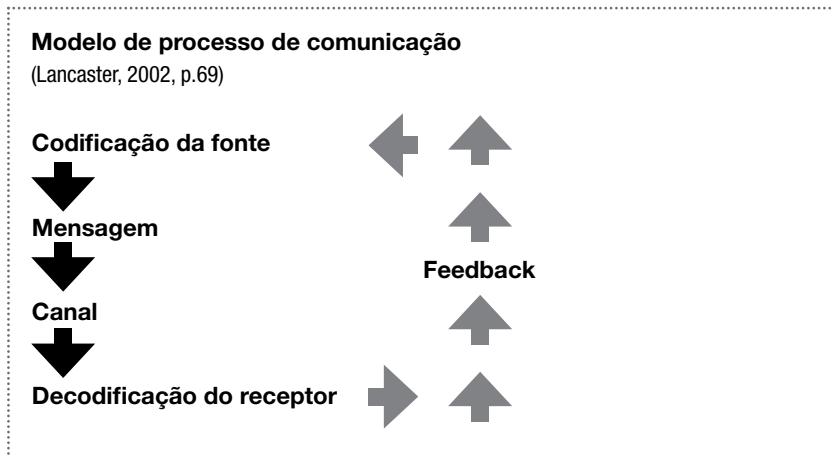 Modelo de processo de comunicação
(Lancaster, 2002, p.69)
Codificação da fonte
Mensagem
Feedback
Canal
Decodificação do receptor